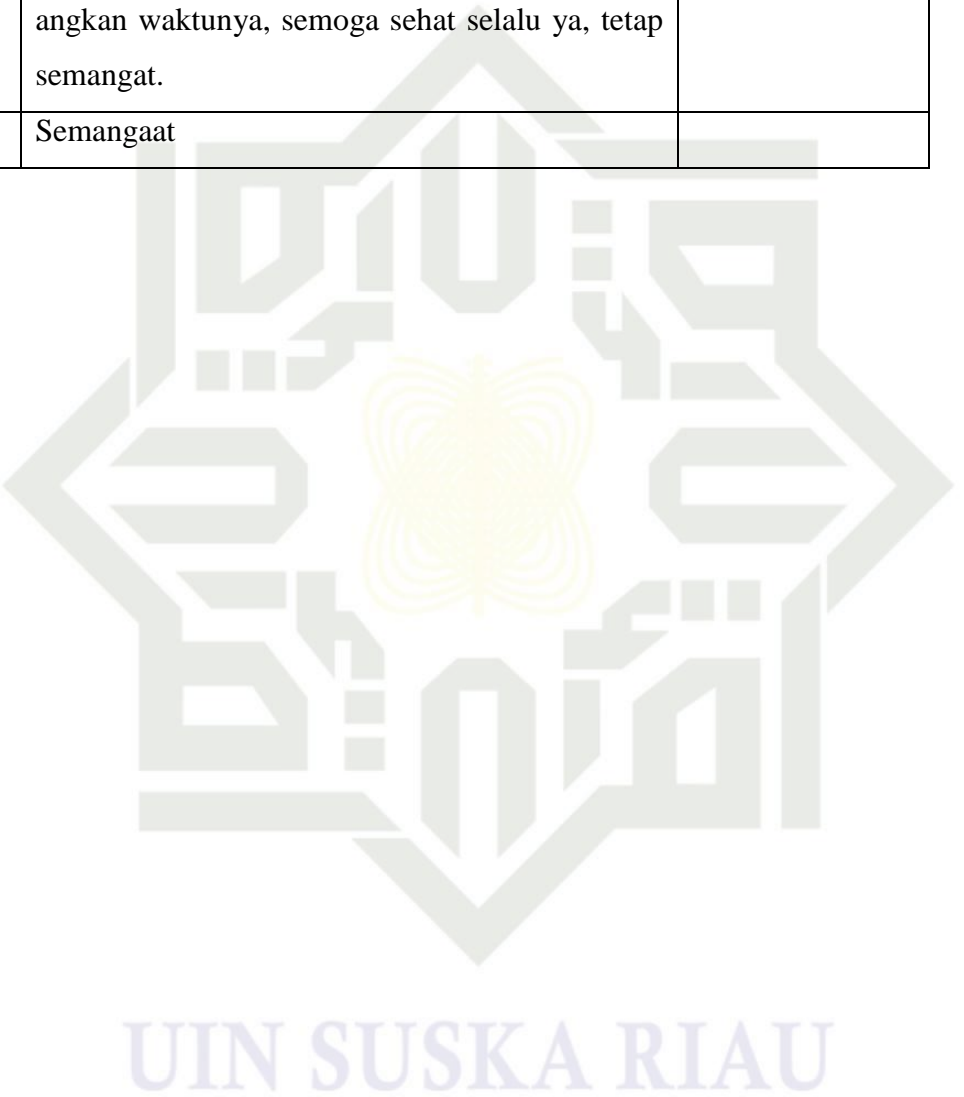 angkan waktunya, semoga sehat selalu ya, tetap
semangat.
Semangaat
UIN SUSKA RIAU